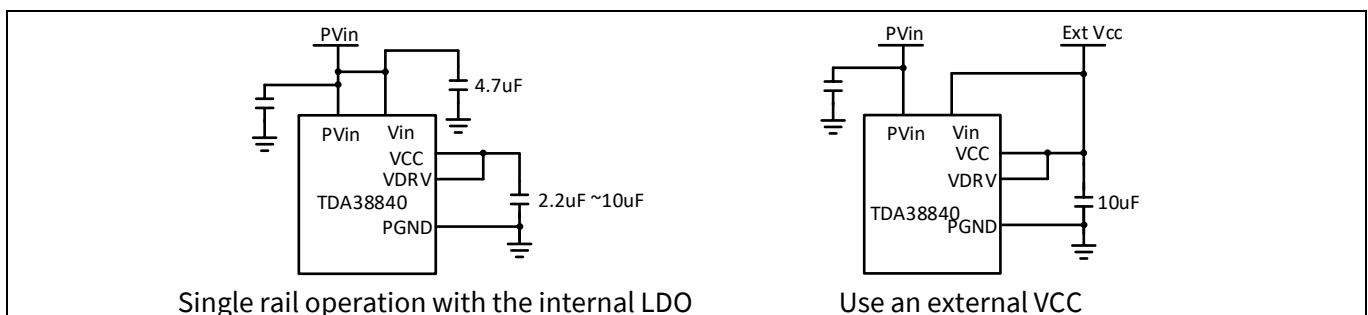 PVin
4.7uF
PVin Vin
VCC
VDRV
TDA38840
2.2uF ~10uF
PGND
Single rail operation with the internal LDO
PVin
Ext Vcc
PVin Vin
VCC
VDRV
TDA38840
10uF
PGND
Use an external VCC